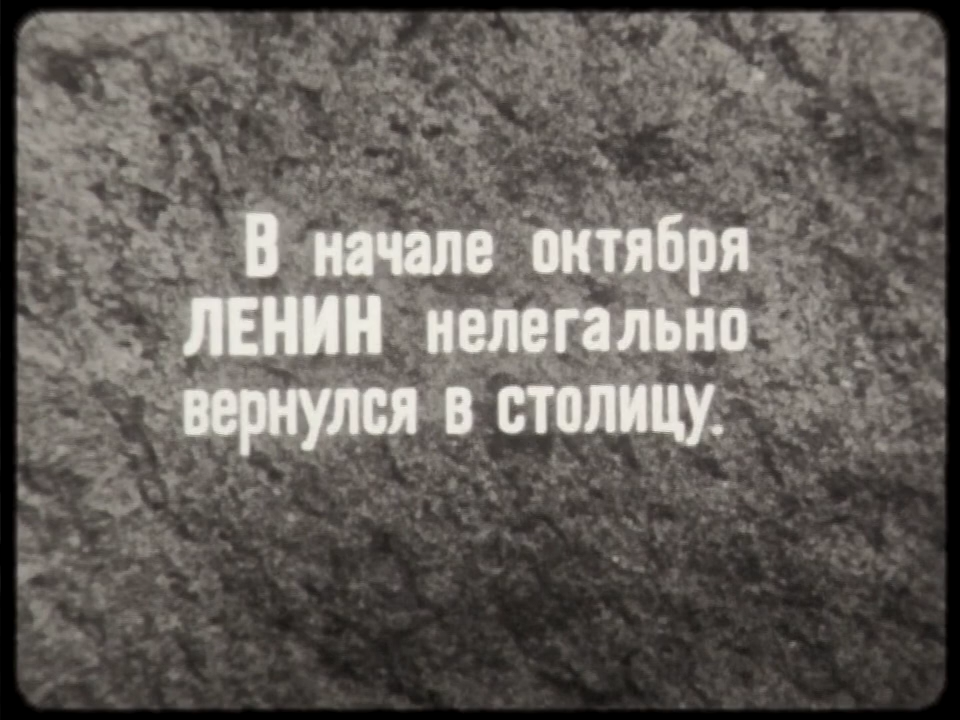 В начале октября
ЛЕНИН нелегально
вернулся в столицу.